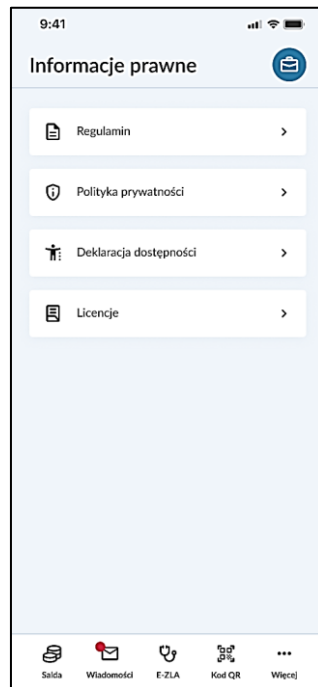 9:41
Informacje prawne
Regulamin
Polityka prywatności
Deklaracja dostępności
Licencje
Salda Wiadomości E-ZLA Kod QR Więcej